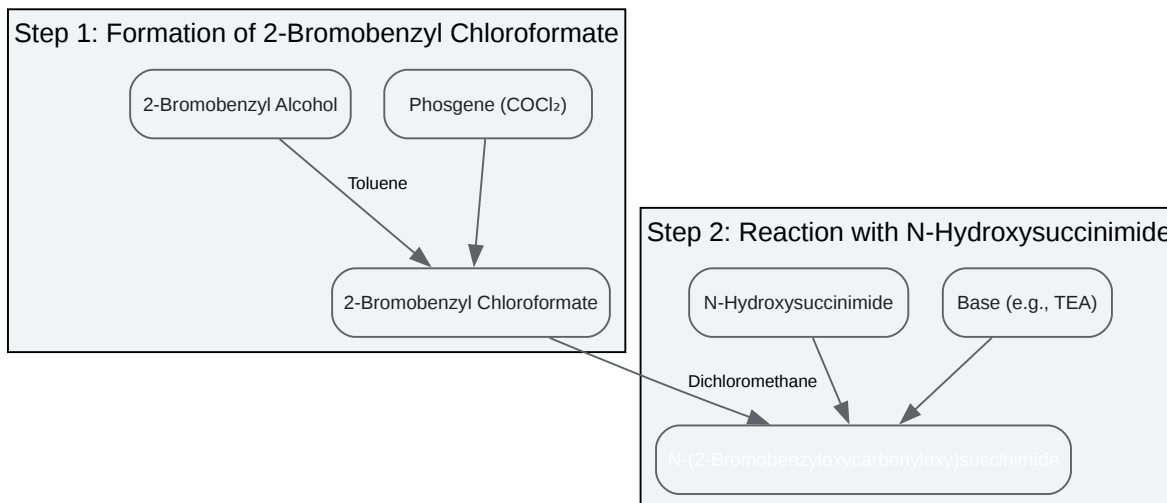 Step 1: Formation of 2-Bromobenzyl Chloroformate
2-Bromobenzyl Alcohol
Phosgene (COCl₂)
Toluene
2-Bromobenzyl Chloroformate
Step 2: Reaction with N-Hydroxysuccinimide
N-Hydroxysuccinimide
Base (e.g., TEA)
Dichloromethane
N-(2-Bromobenzyloxycarbonyloxy)succinimide